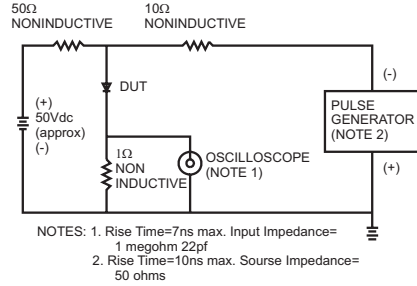 50Ω
NONINDUCTIVE
10Ω
NONINDUCTIVE
(+)
50Vdc
(approx)
(-)
DUT
1Ω
NON
INDUCTIVE
OSCILLOSCOPE
(NOTE 1)
(-)
PULSE
GENERATOR
(NOTE 2)
(+)
NOTES: 1. Rise Time=7ns max. Input Impedance=
1 megohm 22pf
2. Rise Time=10ns max. Sourse Impedance=
50 ohms